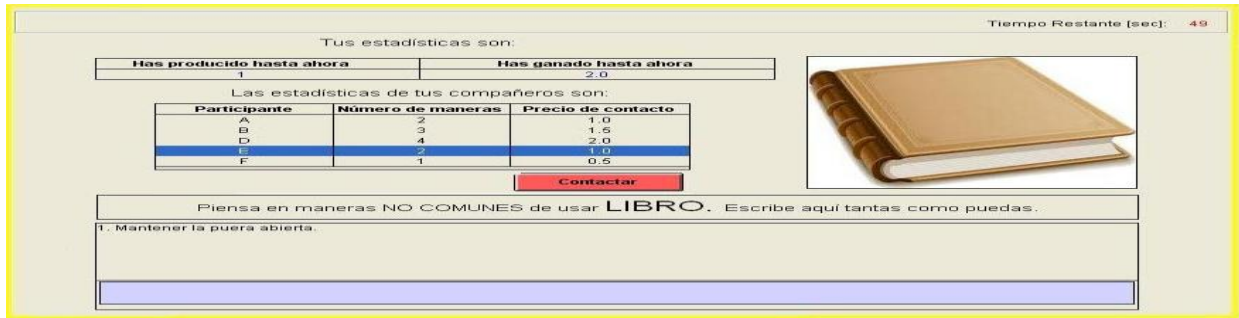 Tiempo Restante [sec]: 49
Tus estadísticas son:
Has producido hasta ahora Has ganado hasta ahora
1 2.0
Las estadísticas de tus compañeros son:
Participante Número de maneras Precio de contacto
A 2 1.0
B 3 1.5
D 4 2.0
E 2 1.0
F 1 0.5
Contactar
Piensa en maneras NO COMUNES de usar LIBRO. Escribe aquí tantas como puedas.
1. Mantener la puera abierta.